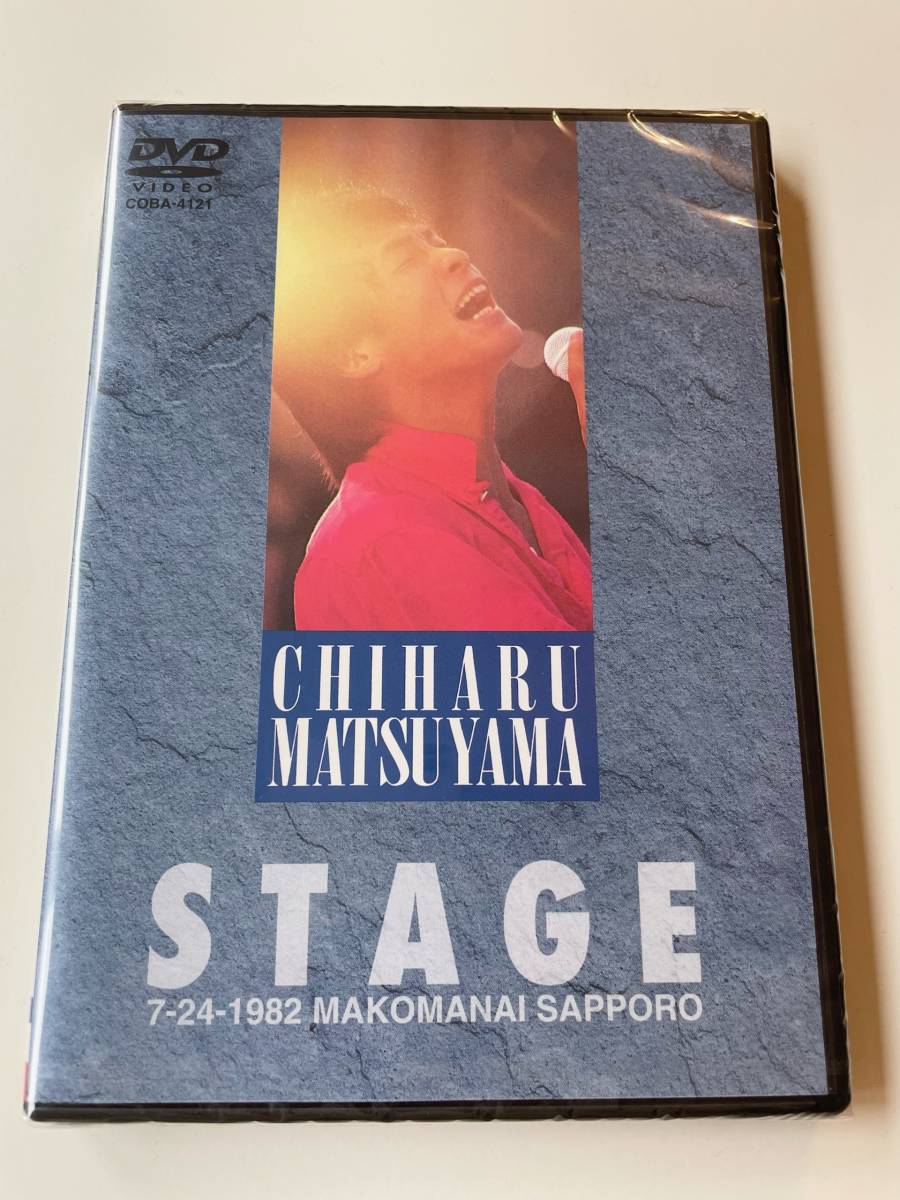 DVD
VIDEO
COBA-4121
CHIHARU
MATSUYAMA
STAGE
7-24-1982 MAKOMANAI SAPPORO